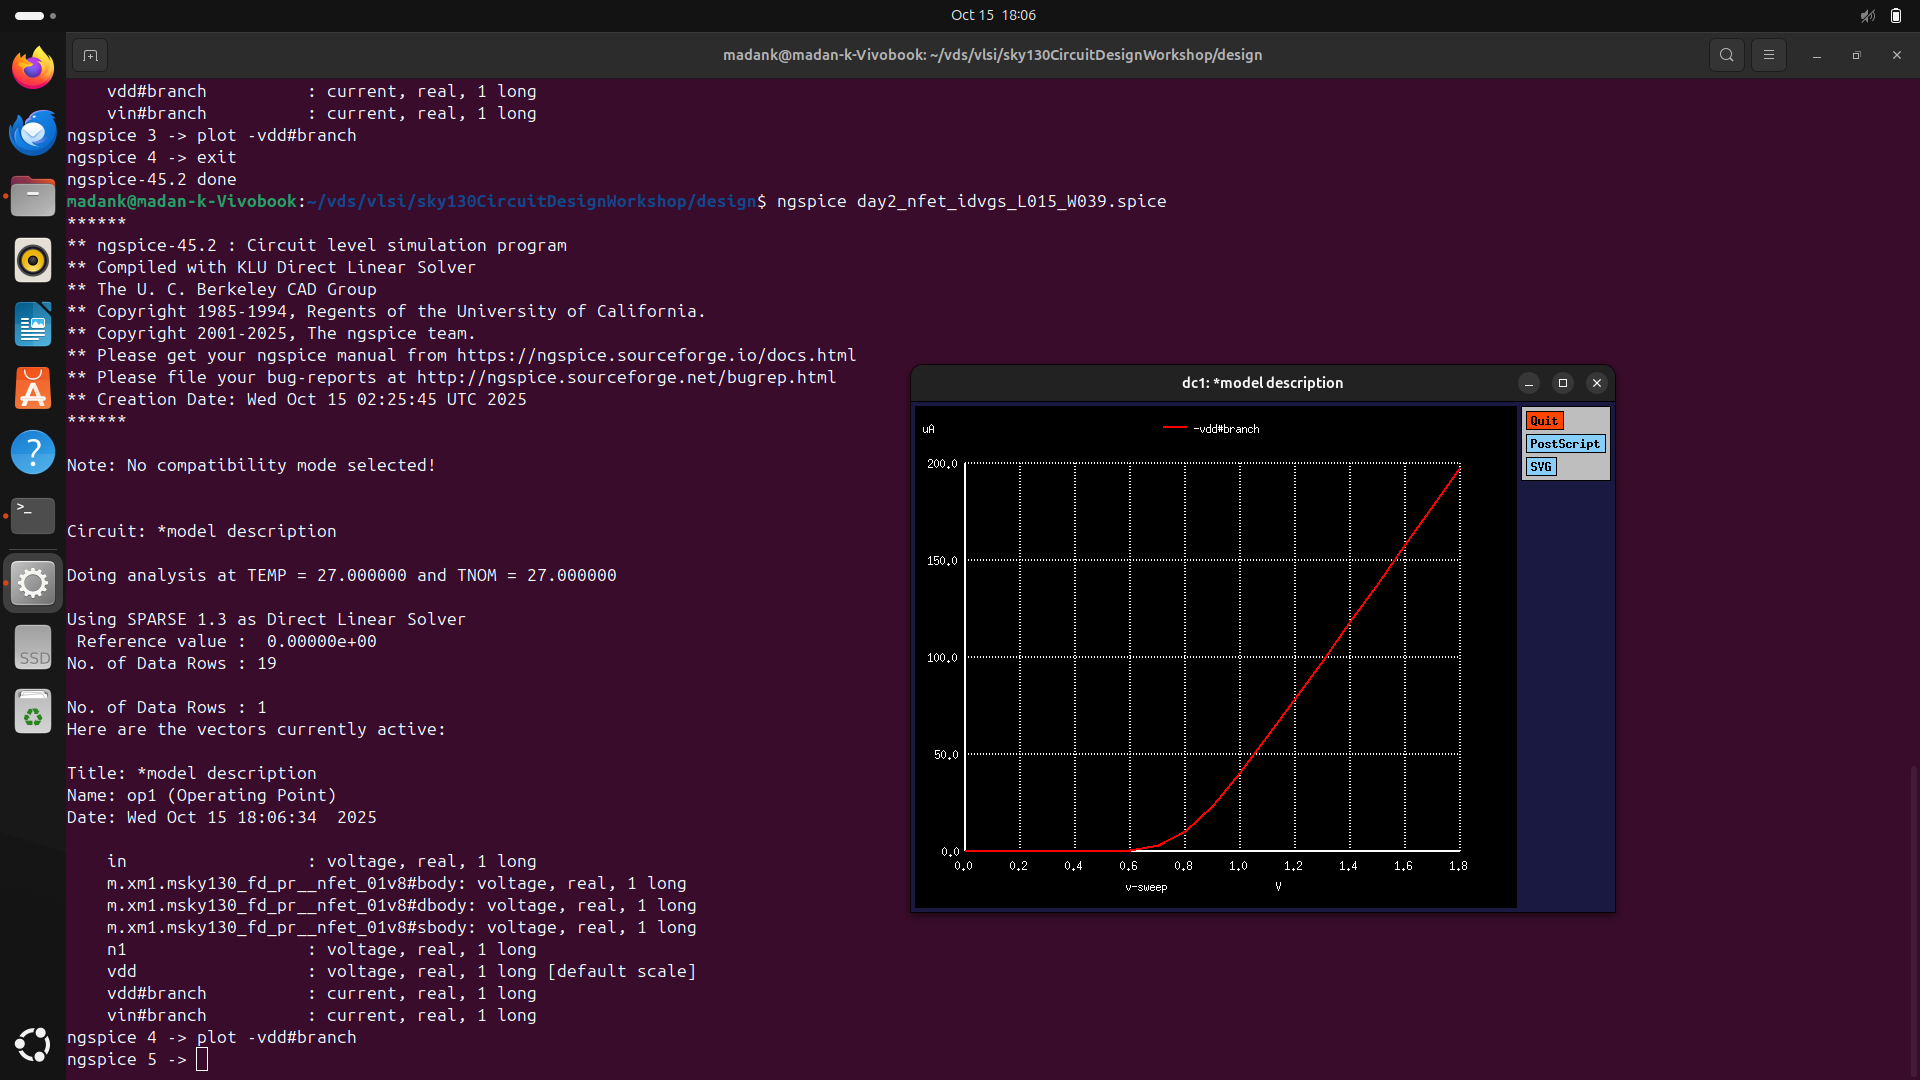 Oct 15 18:06
madank@madan-k-Vivobook: ~/vds/vlsi/sky130CircuitDesignWorkshop/design
vdd#branch : current, real, 1 long
vin#branch : current, real, 1 long
ngspice 3 -> plot -vdd#branch
ngspice 4 -> exit
ngspice-45.2 done
madank@madan-k-Vivobook:~/vds/vlsi/sky130CircuitDesignWorkshop/design$ ngspice day2_nfet_idvgs_L015_W039.spice
******
** ngspice-45.2 : Circuit level simulation program
** Compiled with KLU Direct Linear Solver
** The U. C. Berkeley CAD Group
** Copyright 1985-1994, Regents of the University of California.
** Copyright 2001-2025, The ngspice team.
** Please get your ngspice manual from https://ngspice.sourceforge.io/docs.html
** Please file your bug-reports at http://ngspice.sourceforge.net/bugrep.html
** Creation Date: Wed Oct 15 02:25:45 UTC 2025
******
Note: No compatibility mode selected!
Circuit: *model description
Doing analysis at TEMP = 27.000000 and TNOM = 27.000000
Using SPARSE 1.3 as Direct Linear Solver
Reference value : 0.00000e+00
No. of Data Rows : 19
No. of Data Rows : 1
Here are the vectors currently active:
Title: *model description
Name: op1 (Operating Point)
Date: Wed Oct 15 18:06:34 2025
in : voltage, real, 1 long
m.xm1.msky130_fd_pr__nfet_01v8#body: voltage, real, 1 long
m.xm1.msky130_fd_pr__nfet_01v8#dbody: voltage, real, 1 long
m.xm1.msky130_fd_pr__nfet_01v8#sbody: voltage, real, 1 long
n1 : voltage, real, 1 long
vdd : voltage, real, 1 long [default scale]
vdd#branch : current, real, 1 long
vin#branch : current, real, 1 long
ngspice 4 -> plot -vdd#branch
ngspice 5 ->
dc1: *model description
Quit
PostScript
SVG
uA
-vdd#branch
200.0
150.0
100.0
50.0
0.0
0.0 0.2 0.4 0.6 0.8 1.0 1.2 1.4 1.6 1.8
v-sweep V
SSD